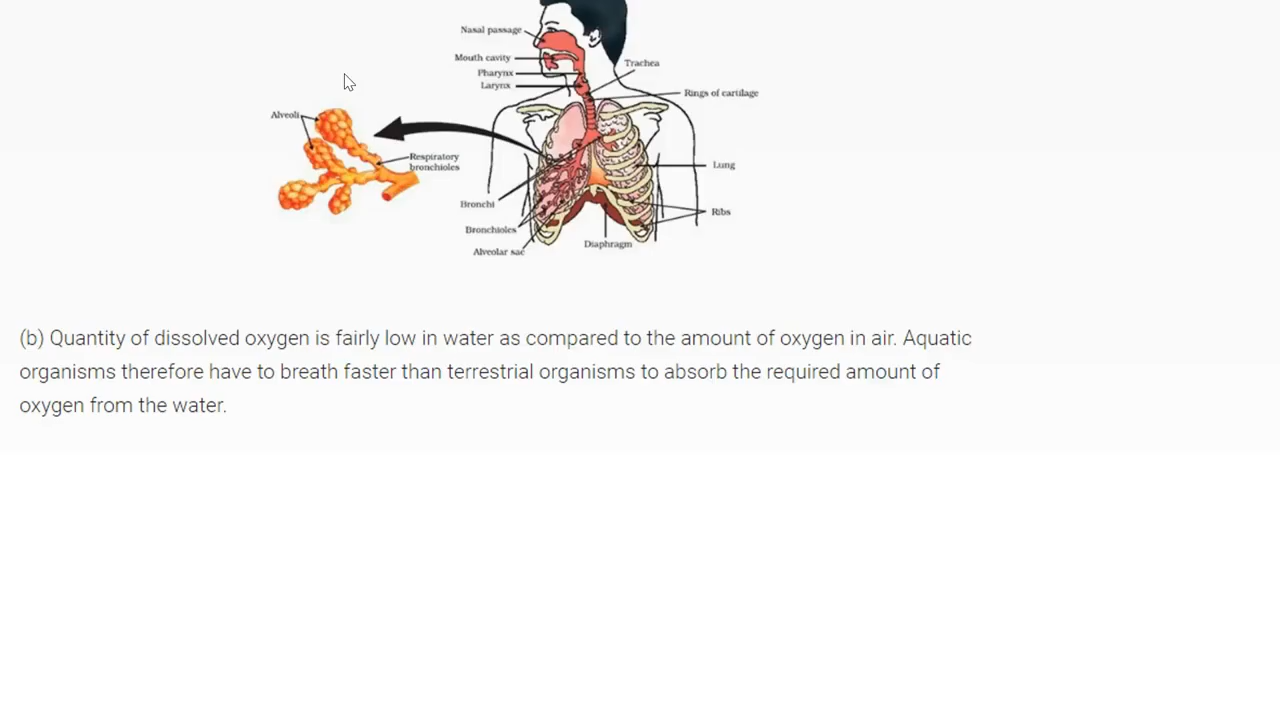 Nasal passage
Mouth cavity
Pharynx
Larynx
Trachea
Rings of cartilage
Alveoli
Respiratory
bronchioles
Lung
Bronchi
Ribs
Bronchioles
Diaphragm
Alveolar sac
(b) Quantity of dissolved oxygen is fairly low in water as compared to the amount of oxygen in air. Aquatic
organisms therefore have to breath faster than terrestrial organisms to absorb the required amount of
oxygen from the water.